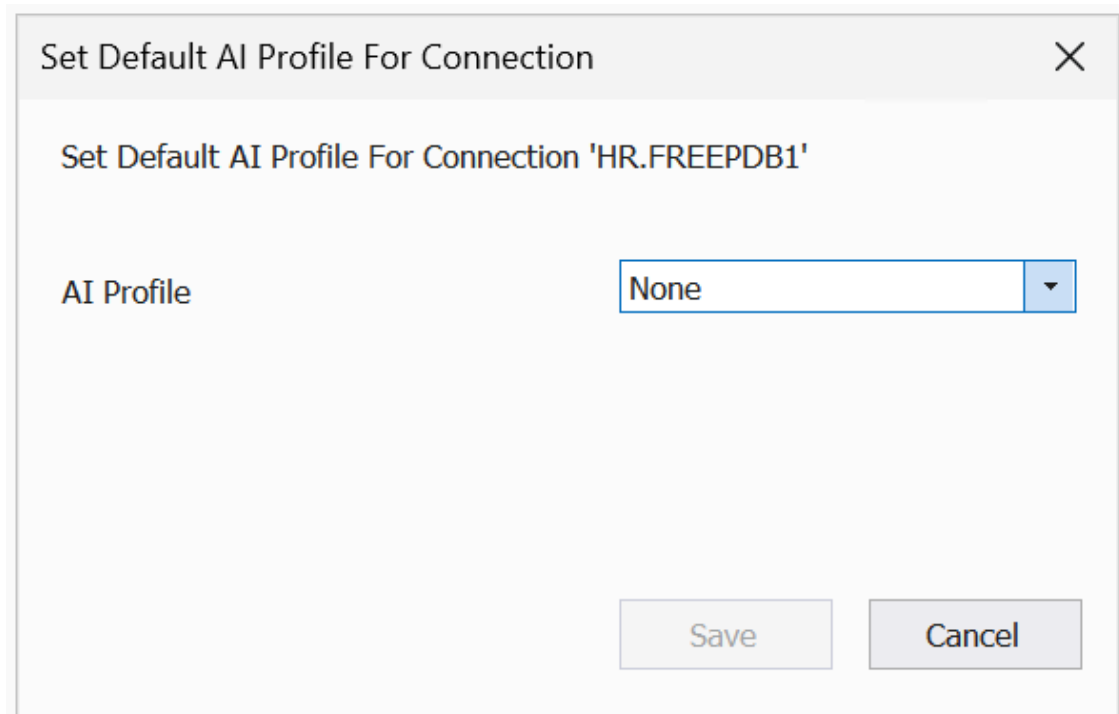 Set Default AI Profile For Connection
Set Default AI Profile For Connection 'HR.FREEPDB1'
AI Profile
None
Save
Cancel